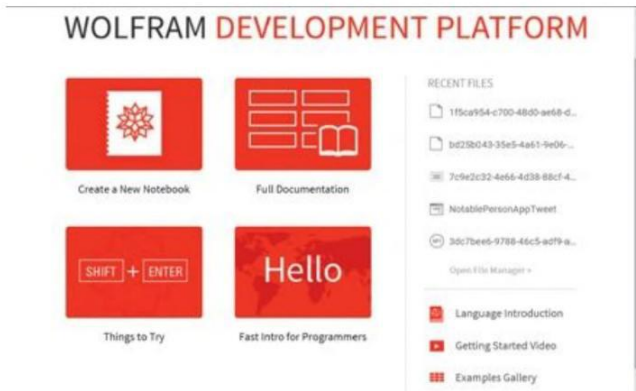 WOLFRAM DEVELOPMENT PLATFORM
Create a New Notebook
Full Documentation
SHIFT + ENTER
Things to Try
Hello
Fast Intro for Programmers
RECENT FILES
1f5ca954-c700-48d0-ae68-d...
bd25b043-35e5-4a61-9e06-...
7c9e2c32-4e66-4d38-88cf-4...
NotablePersonAppTweet
3dc7bee6-9788-46c5-adf9-a...
Open File Manager »
Language Introduction
Getting Started Video
Examples Gallery